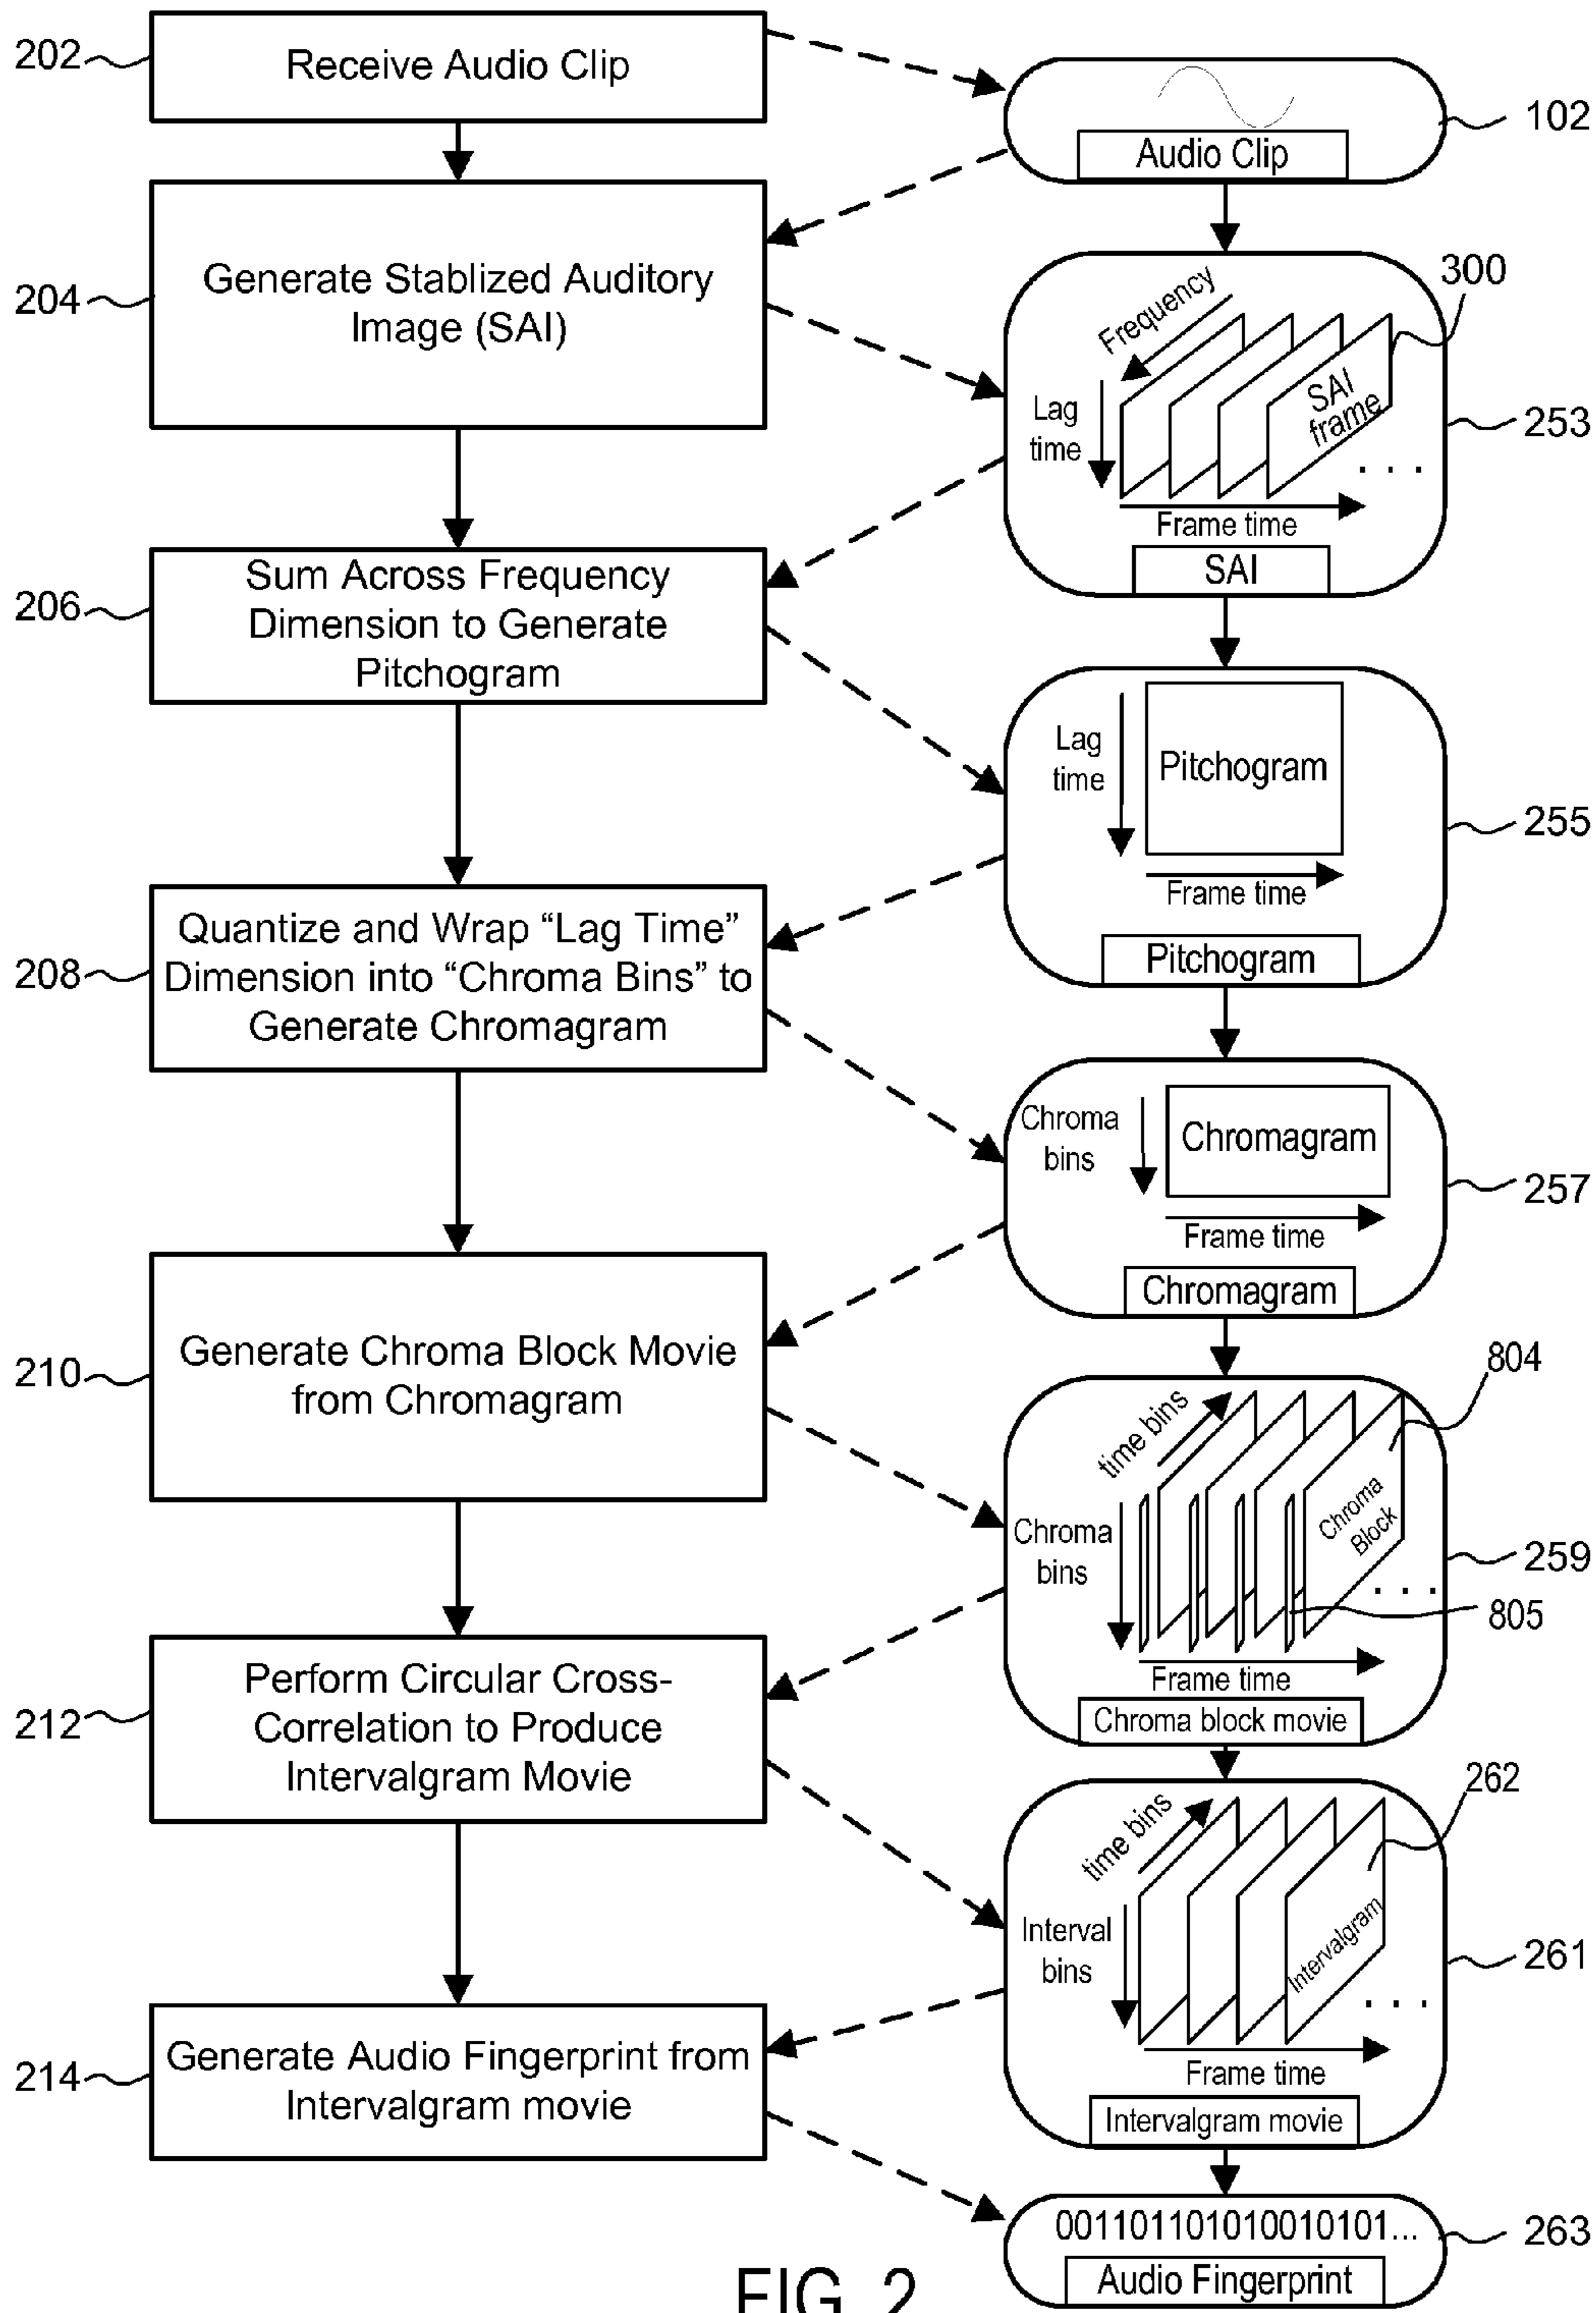 202
Receive Audio Clip
Audio Clip
102
204
Generate Stablized Auditory
Image (SAI)
300
Frequency
Lag
time
SAI
frame
. . .
Frame time
SAI
253
206
Sum Across Frequency
Dimension to Generate
Pitchogram
Lag
time
Pitchogram
Frame time
Pitchogram
255
208
Quantize and Wrap “Lag Time”
Dimension into “Chroma Bins” to
Generate Chromagram
Chroma
bins
Chromagram
Frame time
Chromagram
257
210
Generate Chroma Block Movie
from Chromagram
804
time bins
Chroma
bins
Chroma
Block
. . .
805
Frame time
Chroma block movie
259
212
Perform Circular Cross-
Correlation to Produce
Intervalgram Movie
262
time bins
Interval
bins
Intervalgram
. . .
Frame time
Intervalgram movie
261
214
Generate Audio Fingerprint from
Intervalgram movie
001101101010010101...
Audio Fingerprint
263
FIG. 2